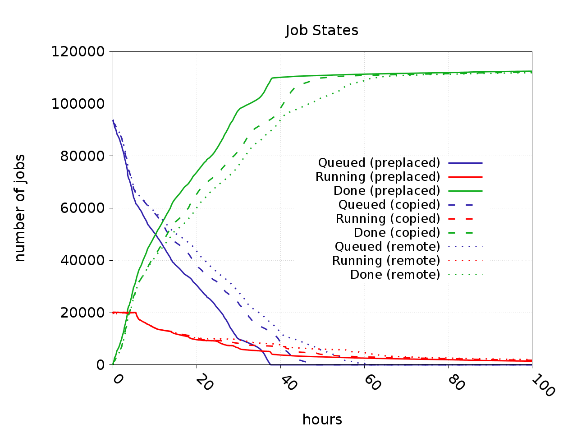 Job States
120000
100000
80000
60000
40000
20000
0
number of jobs
Queued (preplaced)
Running (preplaced)
Done (preplaced)
Queued (copied)
Running (copied)
Done (copied)
Queued (remote)
Running (remote)
Done (remote)
0 20 40 60 80 100
hours